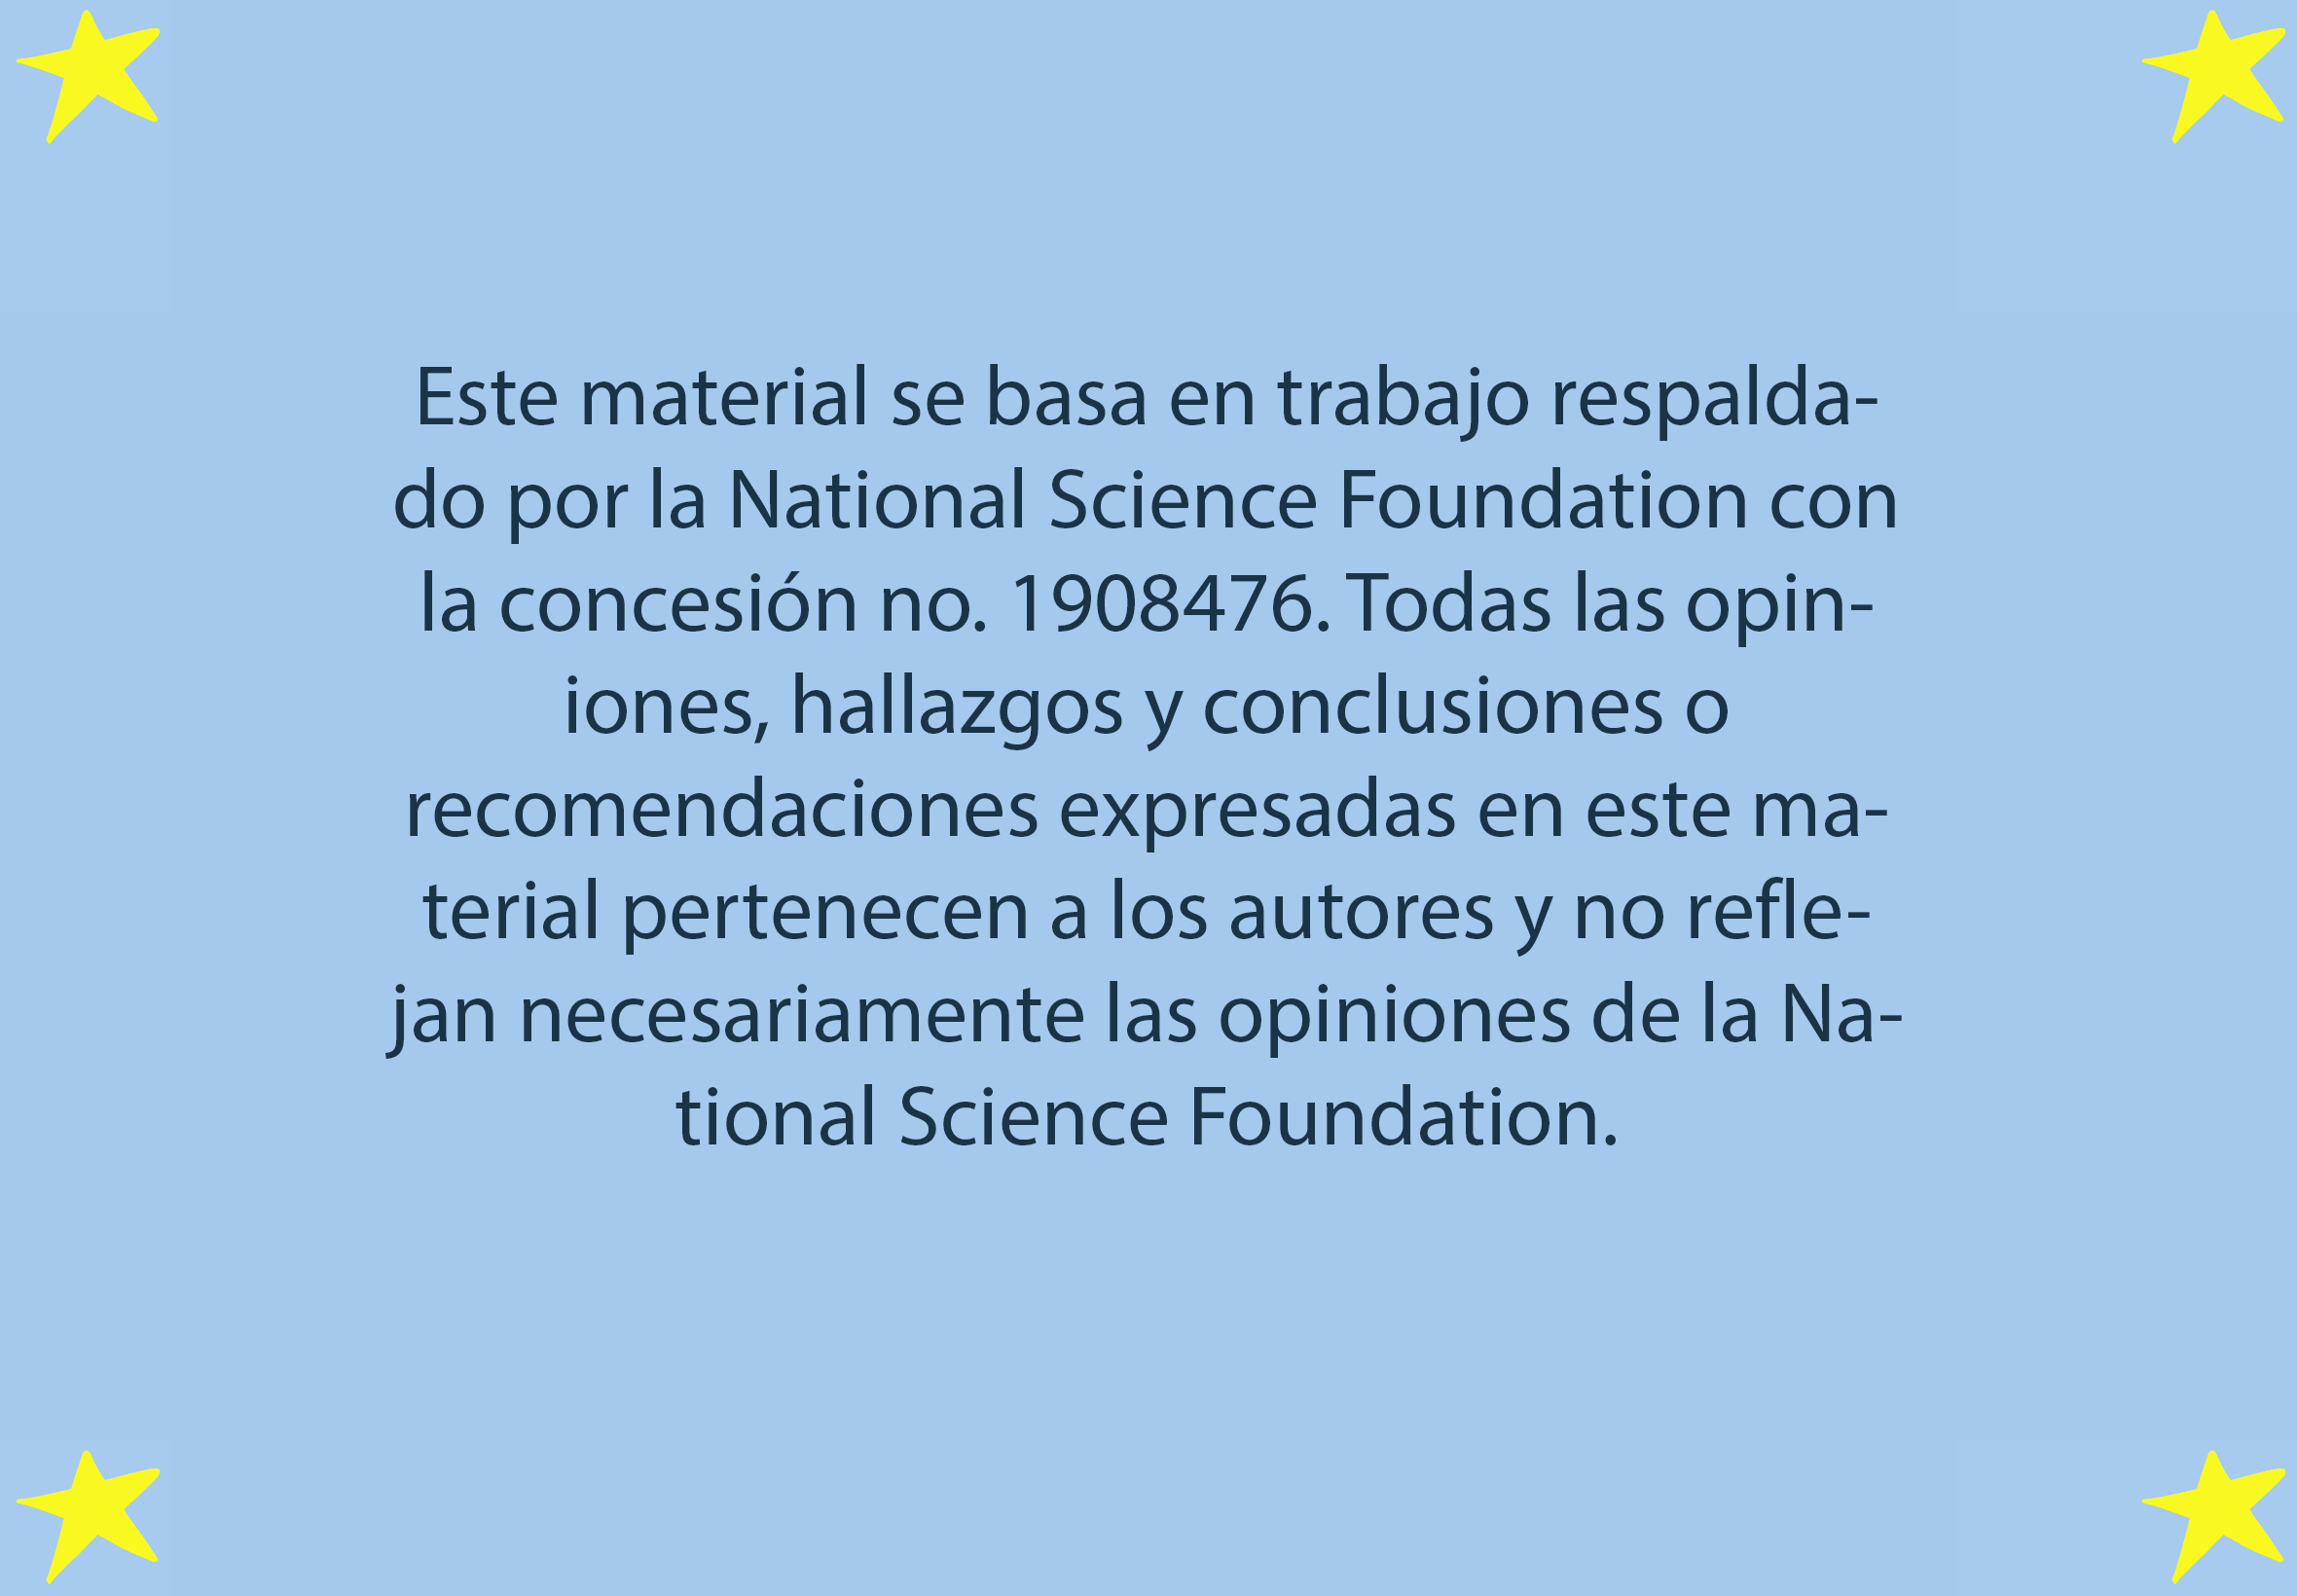 Este material se basa en trabajo respalda-
do por la National Science Foundation con
la concesión no. 1908476. Todas las opin-
iones, hallazgos y conclusiones o
recomendaciones expresadas en este ma-
terial pertenecen a los autores y no refle-
jan necesariamente las opiniones de la Na-
tional Science Foundation.